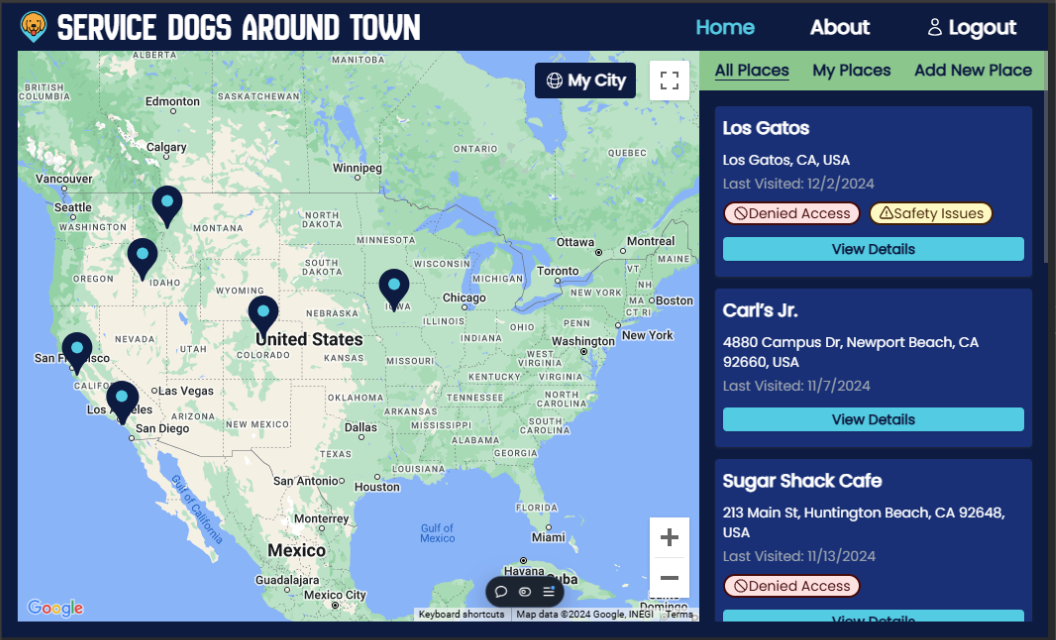 SERVICE DOGS AROUND TOWN
Home
About
Logout
My City
All Places
My Places
Add New Place
Los Gatos
Los Gatos, CA, USA
Last Visited: 12/2/2024
Denied Access
Safety Issues
View Details
Carl's Jr.
4880 Campus Dr, Newport Beach, CA
92660, USA
Last Visited: 11/7/2024
View Details
Sugar Shack Cafe
213 Main St, Huntington Beach, CA 92648,
USA
Last Visited: 11/13/2024
Denied Access
View Details
ALBERTA
MANITOBA
BRITISH
COLUMBIA
Edmonton
SASKATCHEWAN
Calgary
ONTARIO
QUEBEC
Winnipeg
Vancouver
Seattle
WASHINGTON
MONTANA
NORTH
DAKOTA
MINNESOTA
Ottawa
Montreal
MAINE
OREGON
IDAHO
SOUTH
DAKOTA
WISCONSIN
MICHIGAN
Toronto
VT
NH
WYOMING
IOWA
Chicago
NEW YORK
MA
Boston
CT
RI
NEBRASKA
ILLINOIS
OHIO
PENN
New York
NEVADA
UTAH
United States
COLORADO
KANSAS
INDIANA
Washington
WEST
VIRGINIA
San Francisco
MISSOURI
KENTUCKY
VIRGINIA
CALIFO
Las Vegas
Los Angeles
ARIZONA
NEW MEXICO
OKLAHOMA
TENNESSEE
NORTH
CAROLINA
ARKANSAS
San Diego
Dallas
MISSISSIPPI
SOUTH
CAROLINA
ALABAMA
TEXAS
GEORGIA
LOUISIANA
San Antonio
Houston
Gulf of California
FLORIDA
Monterrey
Gulf of
Mexico
Miami
Mexico
Havana
Cuba
Guadalajara
Mexico City
Santo
Domingo
Google
Keyboard shortcuts
Map data ©2024 Google, INEGI
Terms